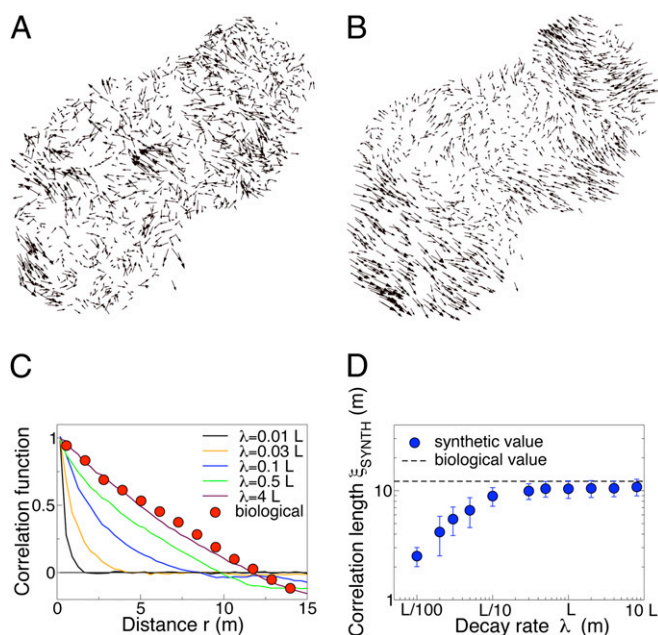 A
B
C
Correlation function
1
0.5
0
λ=0.01 L
λ=0.03 L
λ=0.1 L
λ=0.5 L
λ=4 L
biological
0
5
10
15
Distance r (m)
D
Correlation length ξSYNTH (m)
synthetic value
biological value
10
1
L/100
L/10
L
10 L
Decay rate λ (m)